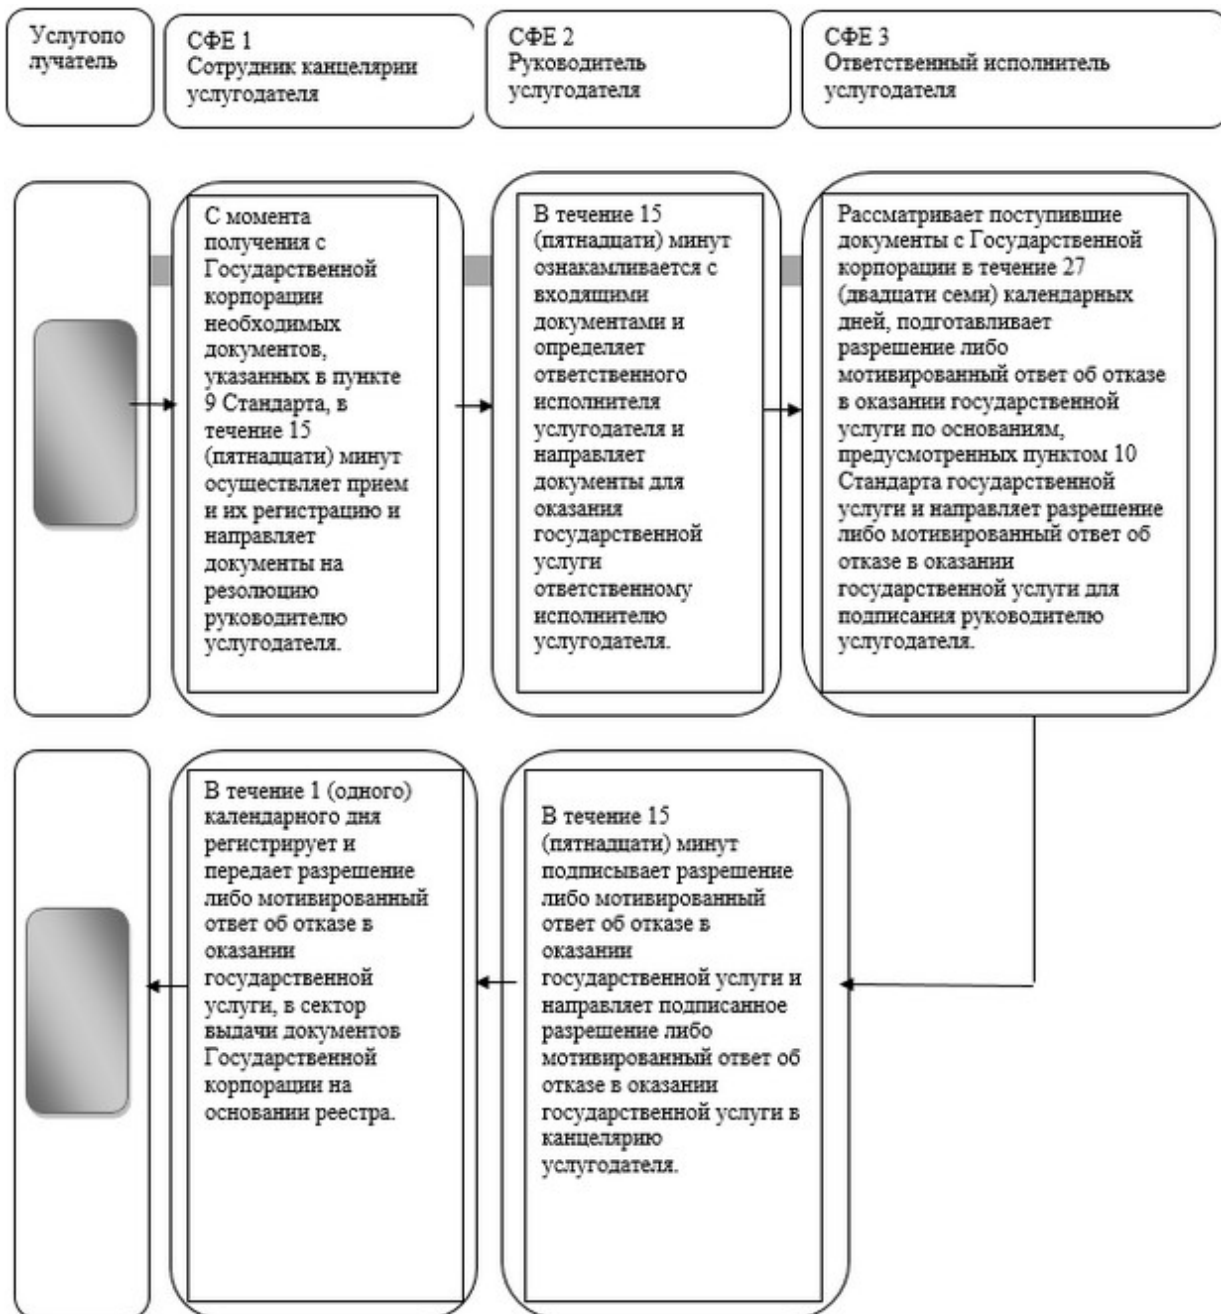 Услугопо
лучатель
СФЕ 1
Сотрудник канцелярии
услугодателя
СФЕ 2
Руководитель
услугодателя
СФЕ 3
Ответственный исполнитель
услугодателя
С момента
получения с
Государственной
корпорации
необходимых
документов,
указанных в пункте
9 Стандарта, в
течение 15
(пятнадцати) минут
осуществляет прием
и их регистрацию и
направляет
документы на
резолюцию
руководителю
услугодателя.
В течение 15
(пятнадцати) минут
ознакамливается с
входящими
документами и
определяет
ответственного
исполнителя
услугодателя и
направляет
документы для
оказания
государственной
услуги
ответственному
исполнителю
услугодателя.
Рассматривает поступившие
документы с Государственной
корпорации в течение 27
(двадцати семи) календарных
дней, подготавливает
разрешение либо
мотивированный ответ об отказе
в оказании государственной
услуги по основаниям,
предусмотренных пунктом 10
Стандарта государственной
услуги и направляет разрешение
либо мотивированный ответ об
отказе в оказании
государственной услуги для
подписания руководителю
услугодателя.
В течение 1 (одного)
календарного дня
регистрирует и
передает разрешение
либо мотивированный
ответ об отказе в
оказании
государственной
услуги, в сектор
выдачи документов
Государственной
корпорации на
основании реестра.
В течение 15
(пятнадцати) минут
подписывает разрешение
либо мотивированный
ответ об отказе в
оказании
государственной услуги и
направляет подписанное
разрешение либо
мотивированный ответ об
отказе в оказании
государственной услуги в
канцелярию
услугодателя.